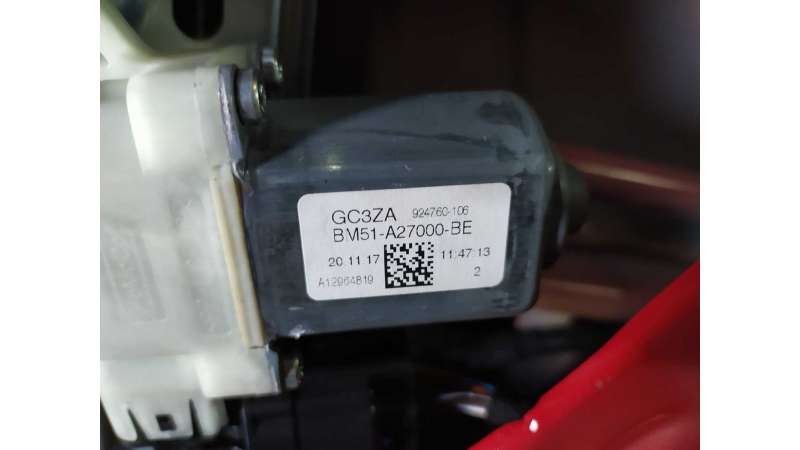 GC3ZA 924760-106
BM51-A27000-BE
20.11.17 11:47:13
A12964819 2